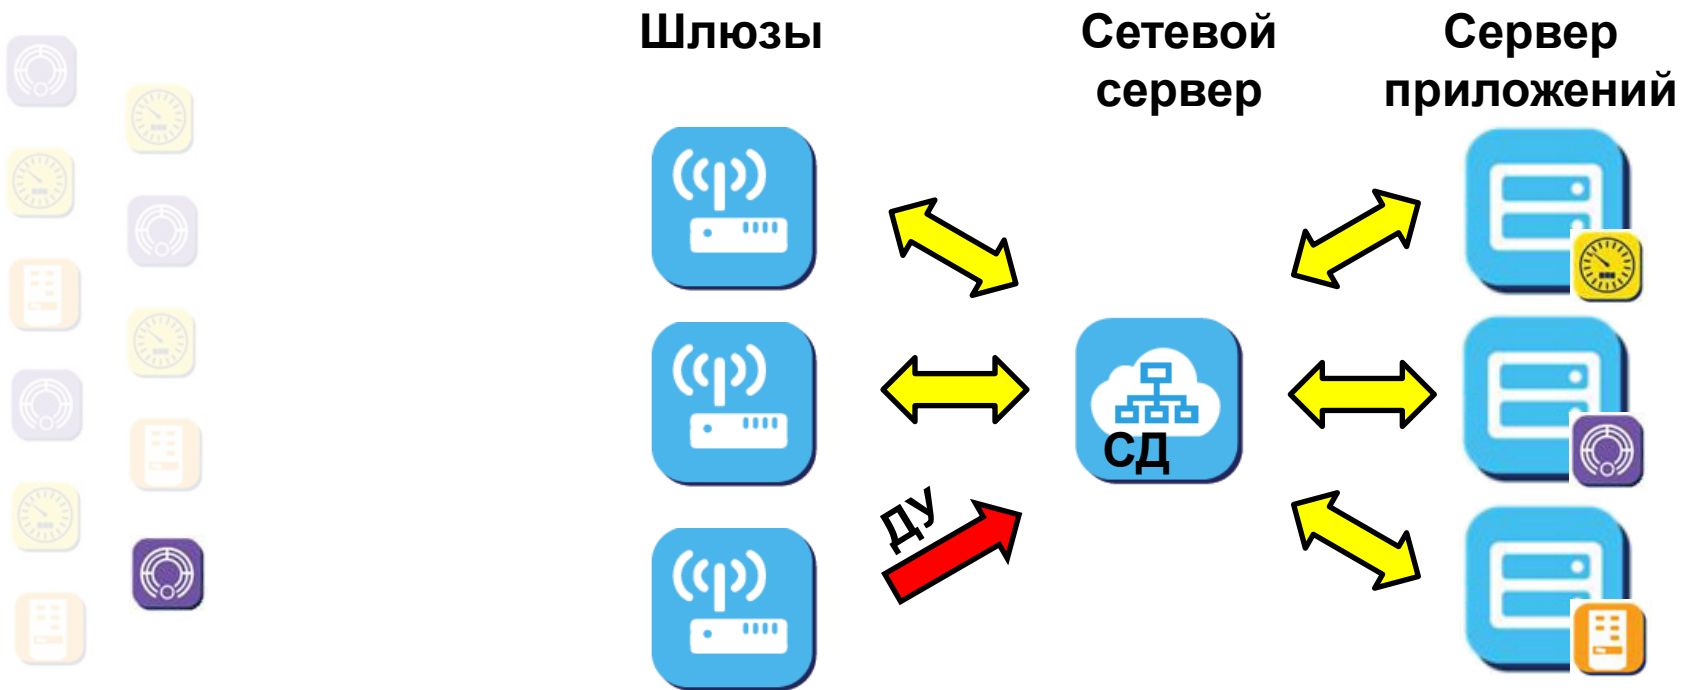 Шлюзы
Сетевой
сервер
Сервер
приложений
СД
ДУ